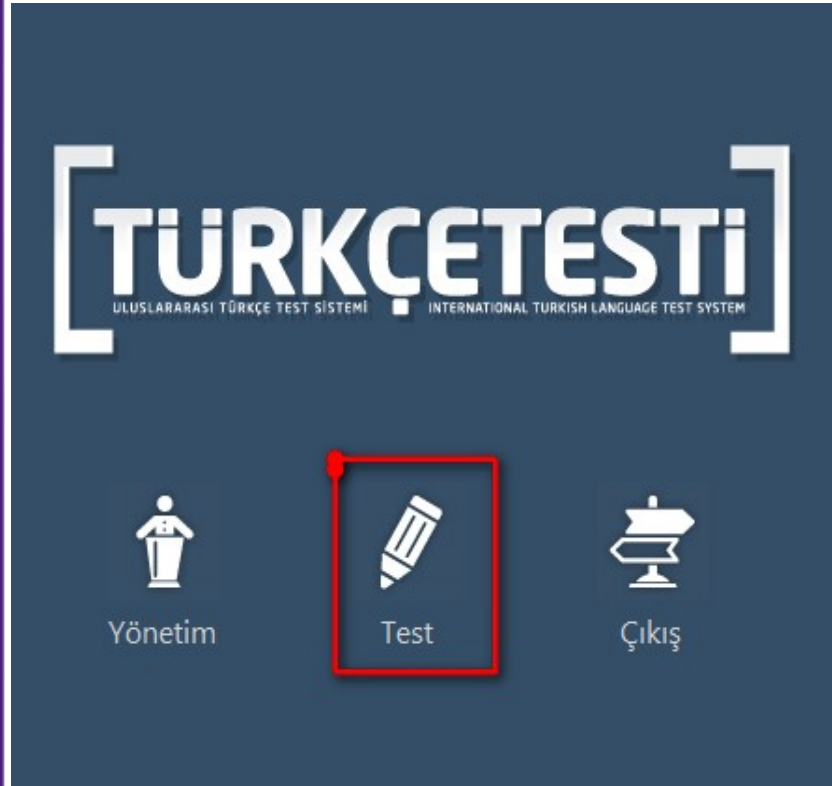 TÜRKÇETESTİ
ULUSLARARASI TÜRKÇE TEST SİSTEMİ INTERNATIONAL TURKISH LANGUAGE TEST SYSTEM
Yönetim Test Çıkış